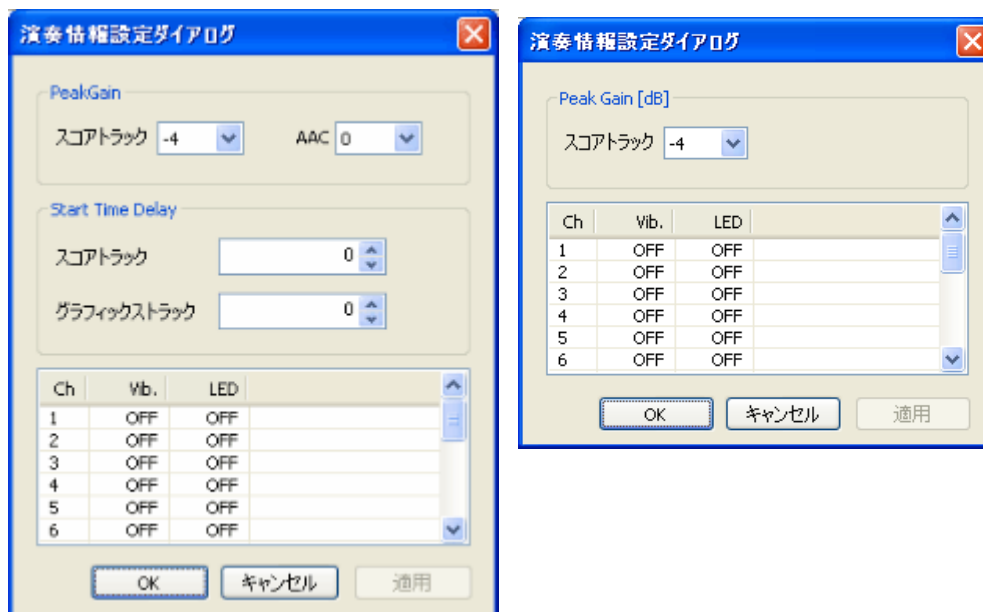 演奏情報設定ダイアログ
PeakGain
スコアトラック -4 AAC 0
Start Time Delay
スコアトラック 0
グラフィックストラック 0
Ch Vib. LED
1 OFF OFF
2 OFF OFF
3 OFF OFF
4 OFF OFF
5 OFF OFF
6 OFF OFF
OK キャンセル 適用
演奏情報設定ダイアログ
Peak Gain [dB]
スコアトラック -4
Ch Vib. LED
1 OFF OFF
2 OFF OFF
3 OFF OFF
4 OFF OFF
5 OFF OFF
6 OFF OFF
OK キャンセル 適用